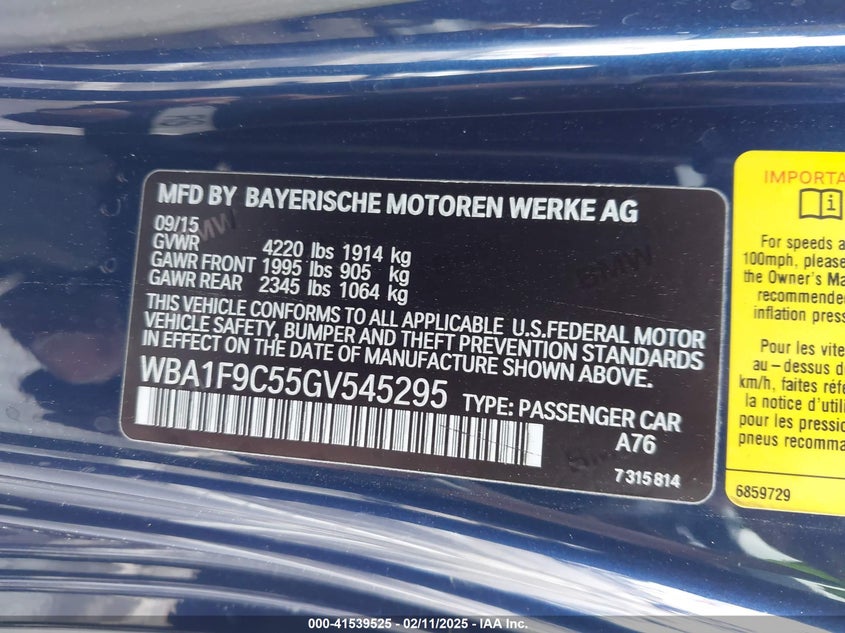 MFD BY BAYERISCHE MOTOREN WERKE AG
09/15
GVWR 4220 lbs 1914 kg
GAWR FRONT 1995 lbs 905 kg
GAWR REAR 2345 lbs 1064 kg
THIS VEHICLE CONFORMS TO ALL APPLICABLE U.S.FEDERAL MOTOR
VEHICLE SAFETY, BUMPER AND THEFT PREVENTION STANDARDS
IN EFFECT ON THE DATE OF MANUFACTURE SHOWN ABOVE.
WBA1F9C55GV545295 TYPE: PASSENGER CAR
A76
7 315 814
IMPORTA
i
For speeds a
100mph, please
the Owner's Ma
recommende
inflation press
Pour les vite
au-dessus d
km/h, faites réfé
la notice d'util
pour les pression
pneus recomma
6859729
000-41539525 - 02/11/2025 - © IAA Inc.